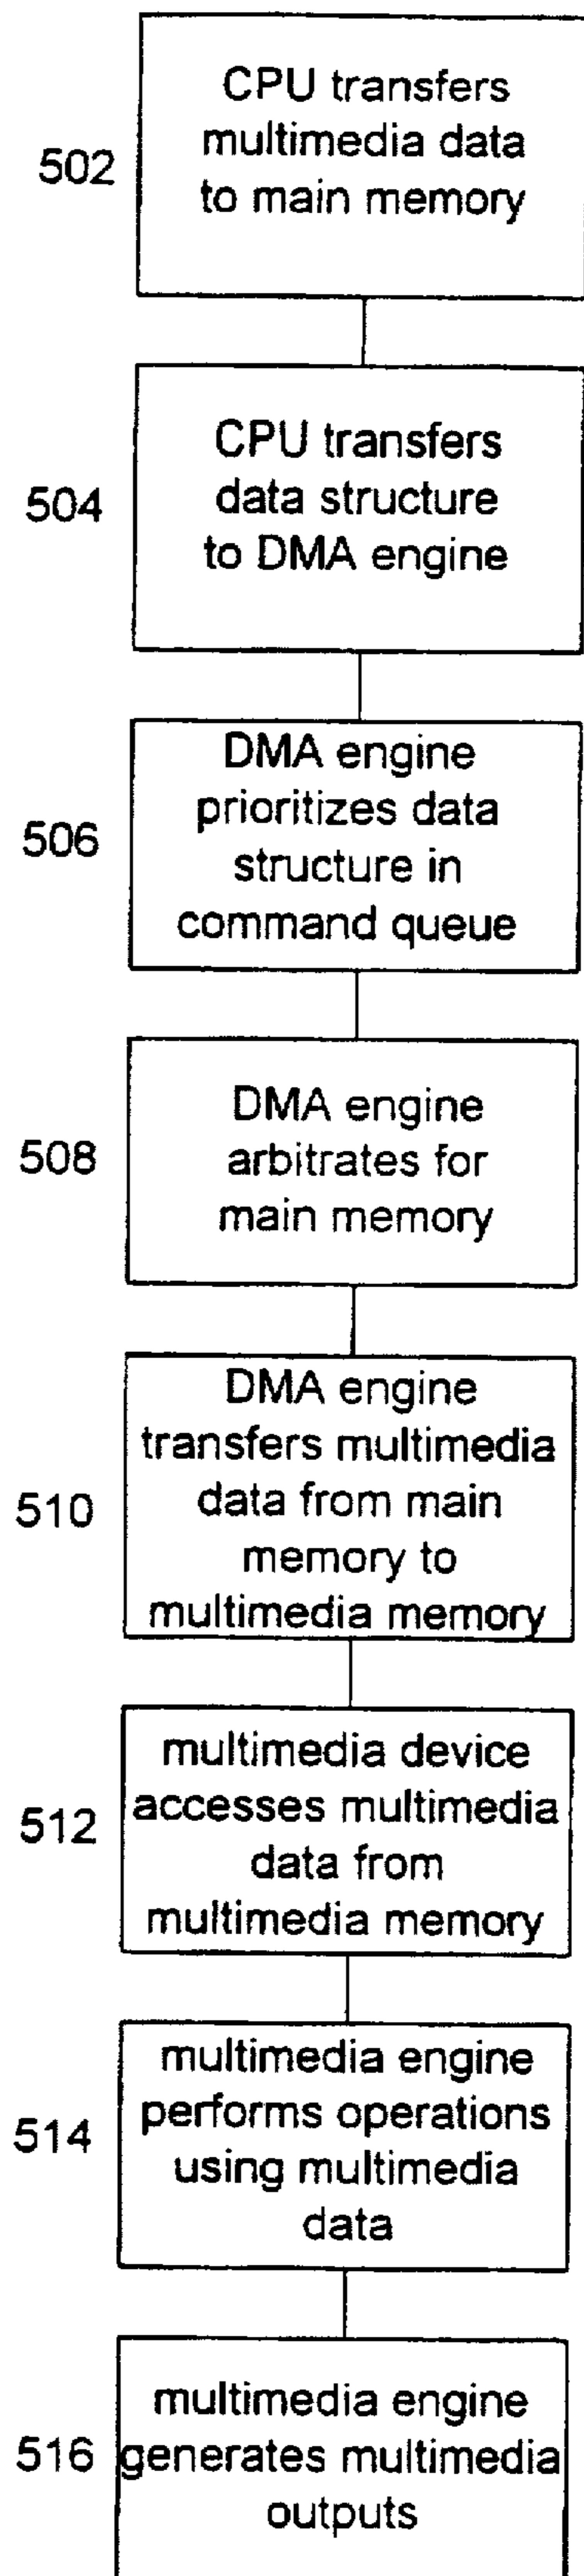 CPU transfers
multimedia data
to main memory
502
CPU transfers
data structure
to DMA engine
504
DMA engine
prioritizes data
structure in
command queue
506
DMA engine
arbitrates for
main memory
508
DMA engine
transfers multimedia
data from main
memory to
multimedia memory
510
multimedia device
accesses multimedia
data from
multimedia memory
512
multimedia engine
performs operations
using multimedia
data
514
multimedia engine
generates multimedia
outputs
516